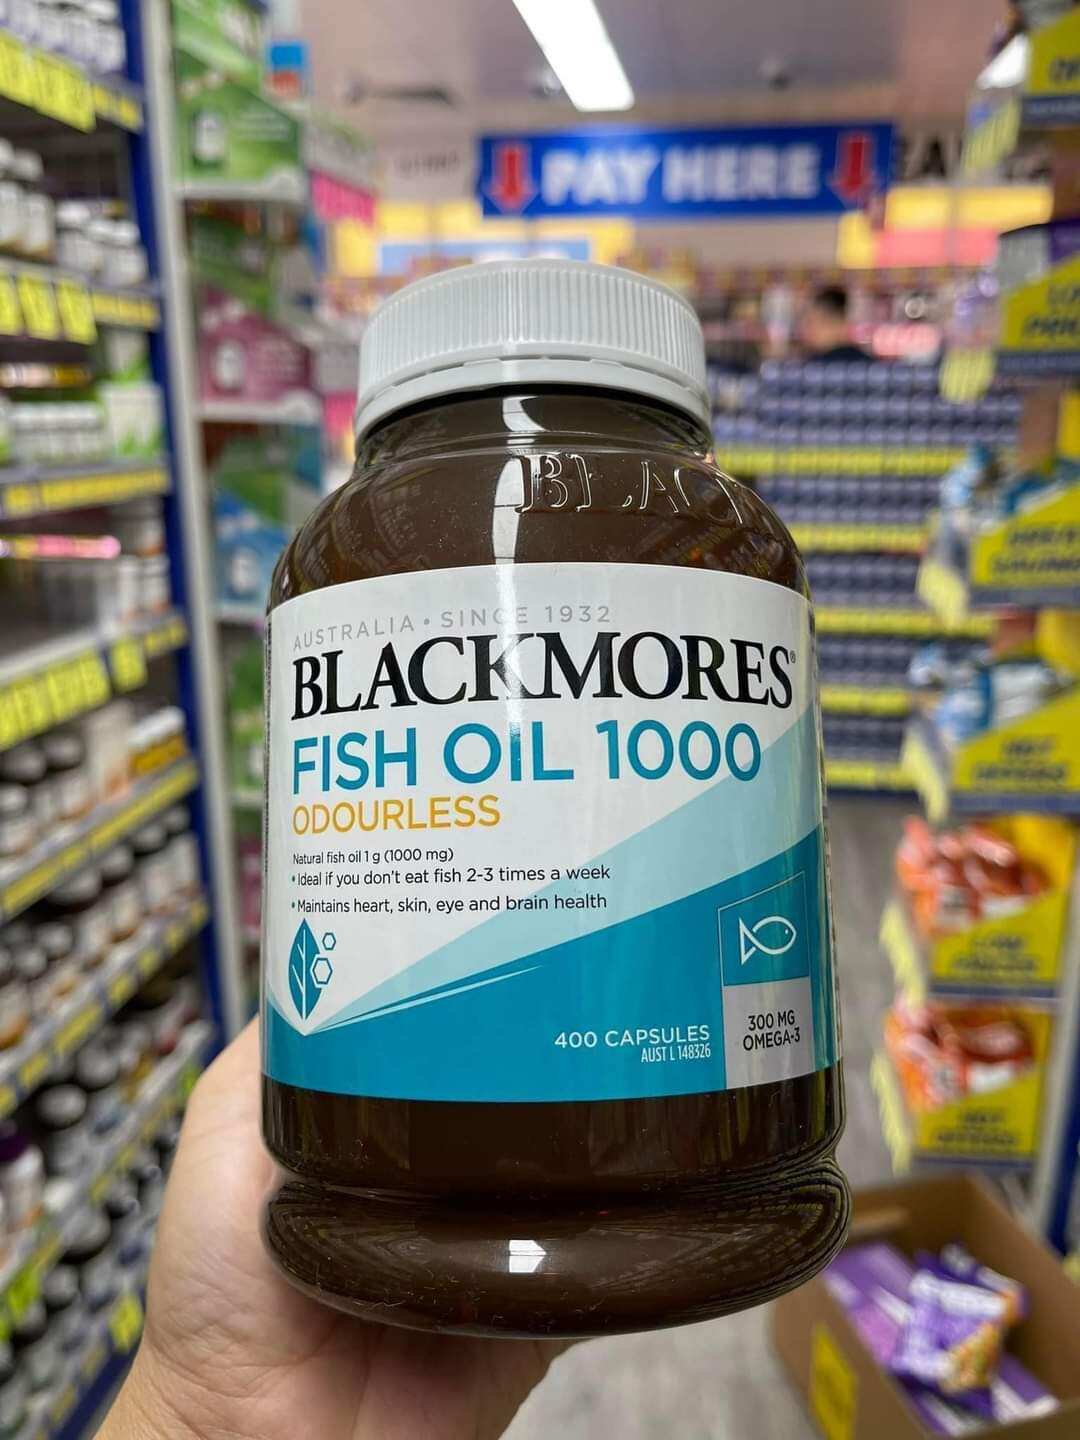 PAY HERE
BLAC
AUSTRALIA • SINCE 1932
BLACKMORES®
FISH OIL 1000
ODOURLESS
Natural fish oil 1 g (1000 mg)
• Ideal if you don't eat fish 2-3 times a week
• Maintains heart, skin, eye and brain health
400 CAPSULES
AUST L 148326
300 MG
OMEGA-3